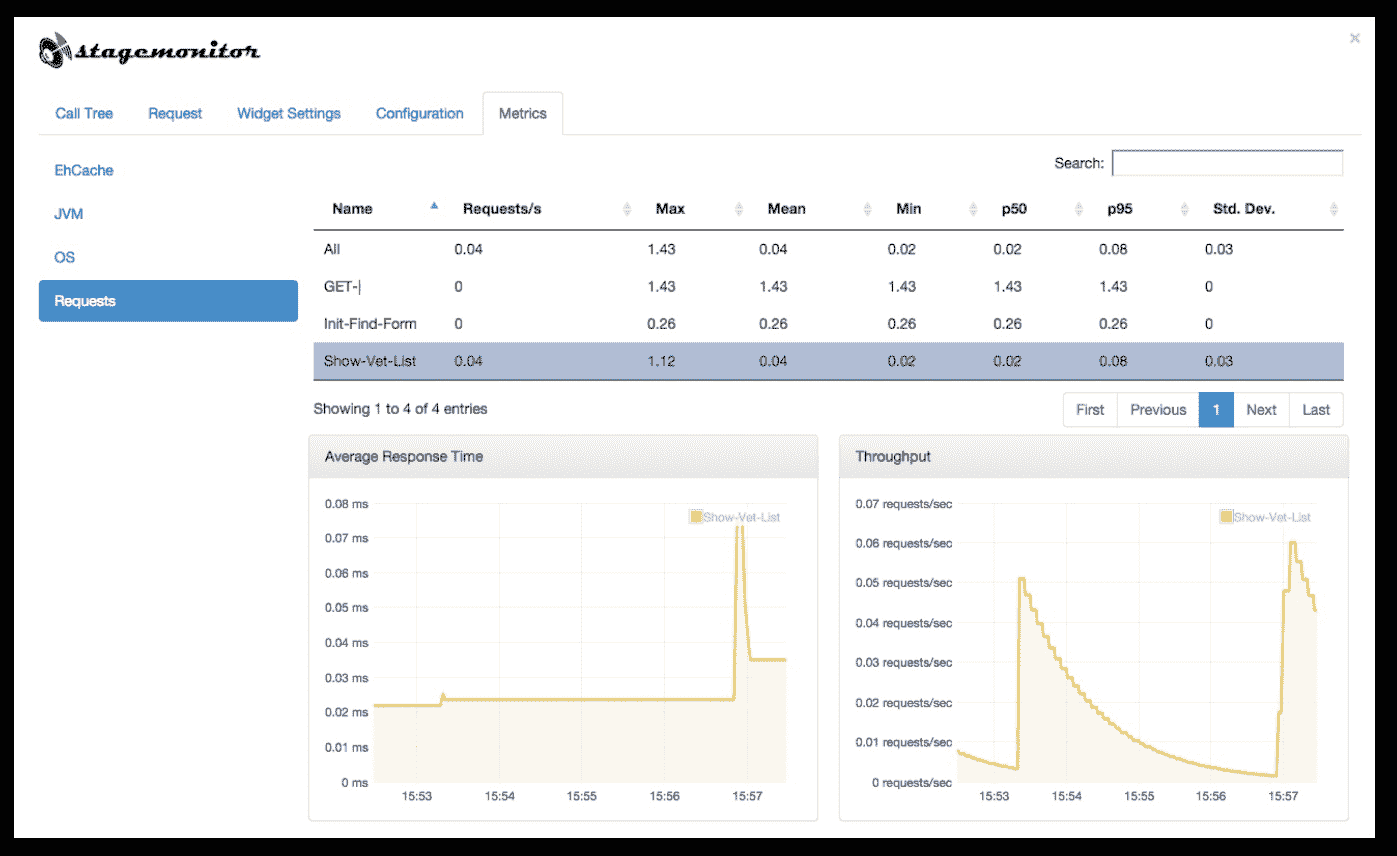 stagemonitor
×
Call Tree Request Widget Settings Configuration Metrics
EhCache
JVM
OS
Requests
Search:
Name Requests/s Max Mean Min p50 p95 Std. Dev.
All 0.04 1.43 0.04 0.02 0.02 0.08 0.03
GET-| 0 1.43 1.43 1.43 1.43 1.43 0
Init-Find-Form 0 0.26 0.26 0.26 0.26 0.26 0
Show-Vet-List 0.04 1.12 0.04 0.02 0.02 0.08 0.03
Showing 1 to 4 of 4 entries
First Previous 1 Next Last
Average Response Time
0.08 ms
Show-Vet-List
0.07 ms
0.06 ms
0.05 ms
0.04 ms
0.03 ms
0.02 ms
0.01 ms
0 ms
15:53 15:54 15:55 15:56 15:57
Throughput
0.07 requests/sec
Show-Vet-List
0.06 requests/sec
0.05 requests/sec
0.04 requests/sec
0.03 requests/sec
0.02 requests/sec
0.01 requests/sec
0 requests/sec
15:53 15:54 15:55 15:56 15:57